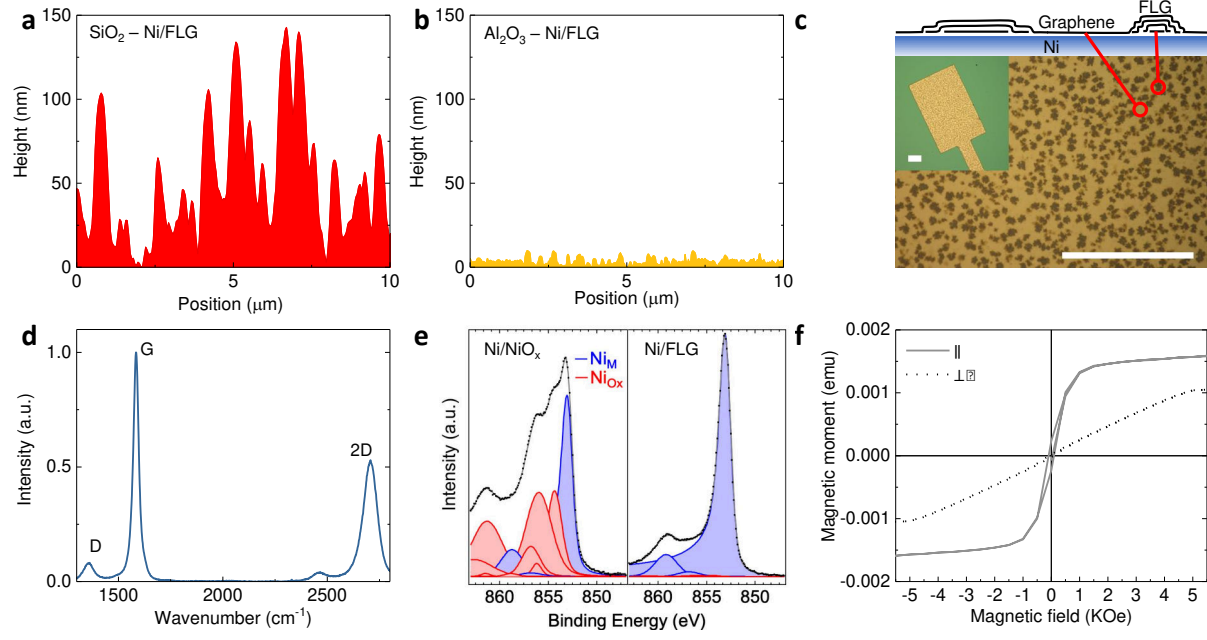 a
SiO2 – Ni/FLG
150
100
50
0
Height (nm)
0 5 10
Position (μm)
b
Al2O3 – Ni/FLG
150
125
100
75
50
25
0
Height (nm)
0 5 10
Position (μm)
c
Graphene
FLG
Ni
d
G
2D
D
1.0
0.5
0.0
Intensity (a.u.)
1500 2000 2500
Wavenumber (cm-1)
e
Ni/NiOx
NiM
NiOx
Ni/FLG
Intensity (a.u.)
860 855 850 860 855 850
Binding Energy (eV)
f
||
⊥ 
0.002
0.001
0.000
-0.001
-0.002
Magnetic moment (emu)
-5 -4 -3 -2 -1 0 1 2 3 4 5
Magnetic field (KOe)